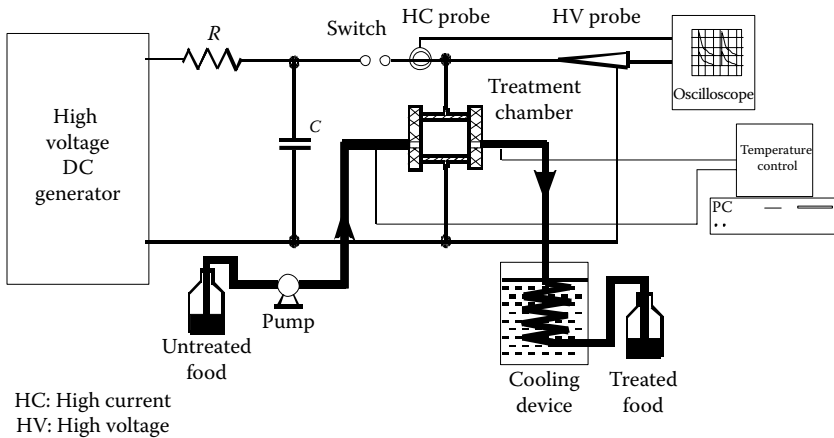 HC probe
HV probe
R
Switch
Oscilloscope
High
voltage
DC
generator
C
Treatment
chamber
Temperature
control
PC
Untreated
food
Pump
Cooling
device
Treated
food
HC: High current
HV: High voltage